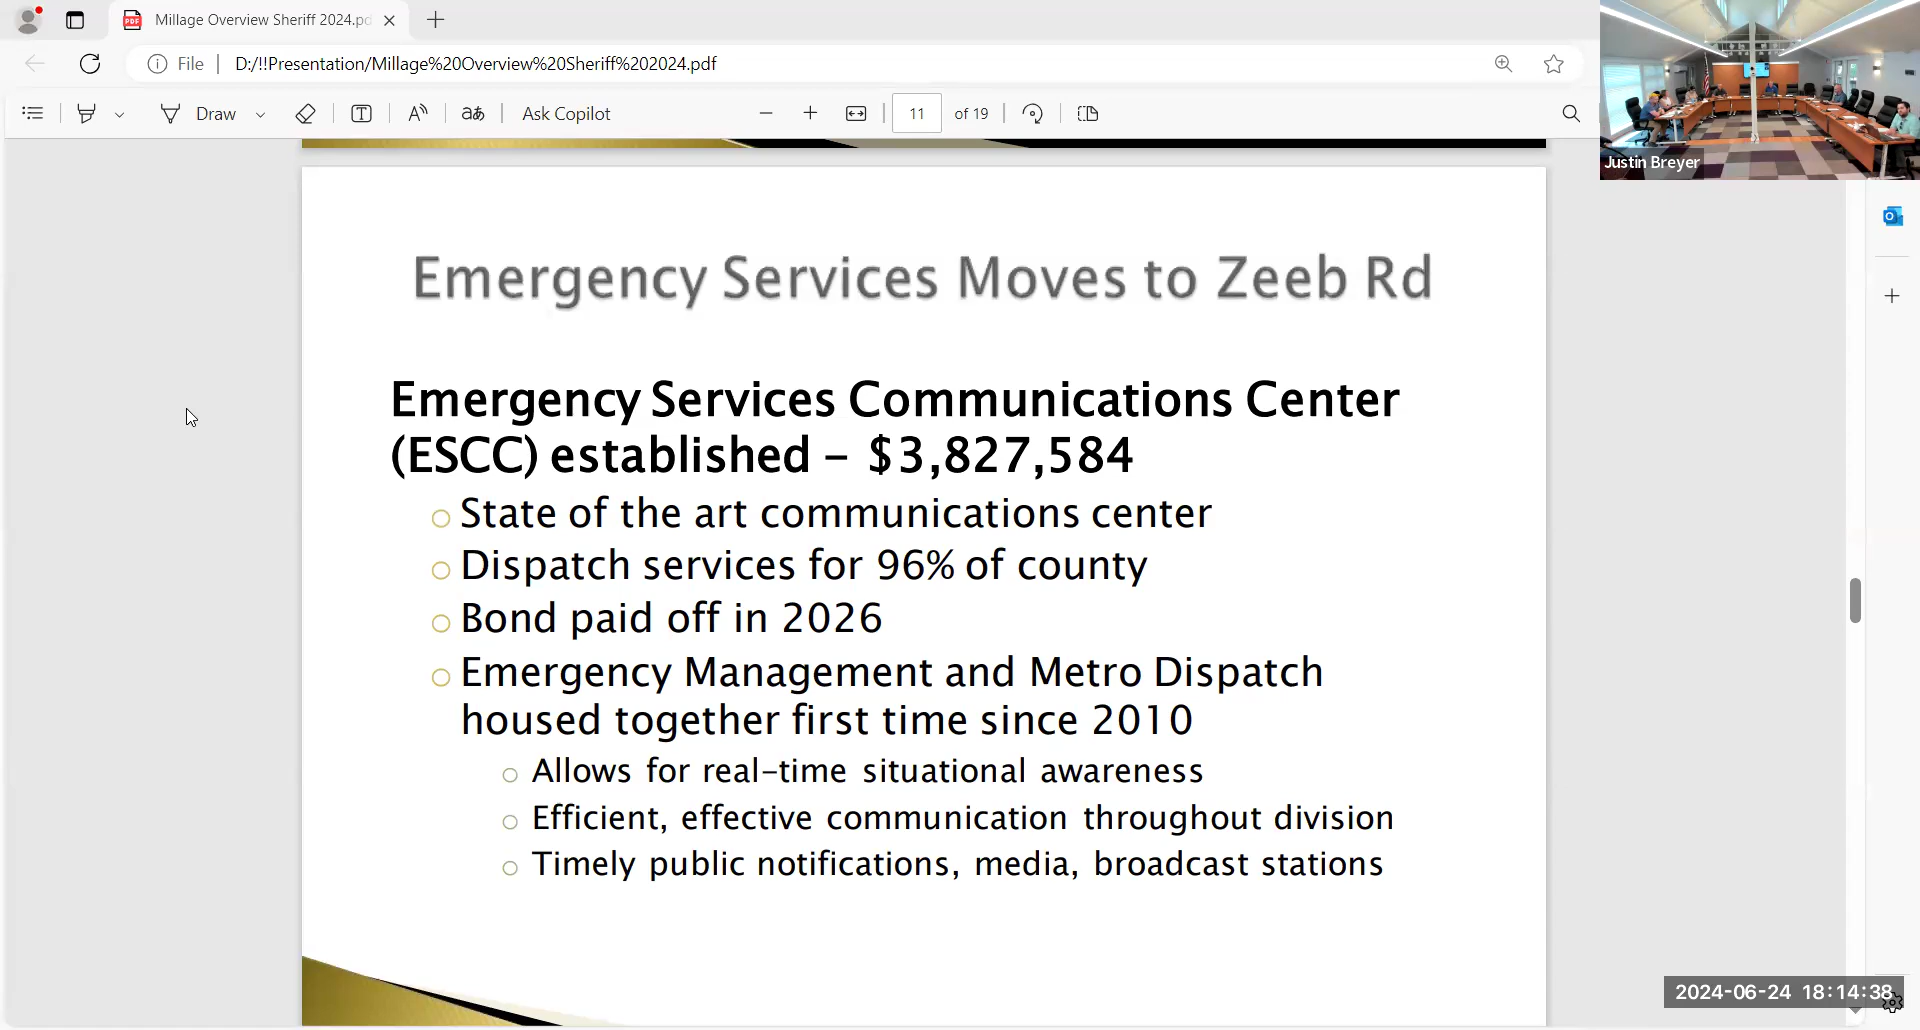 Millage Overview Sheriff 2024.pd
File
D:/!!Presentation/Millage%20Overview%20Sheriff%202024.pdf
Draw
Ask Copilot
11 of 19
Justin Breyer
Emergency Services Moves to Zeeb Rd
Emergency Services Communications Center
(ESCC) established – $3,827,584
State of the art communications center
Dispatch services for 96% of county
Bond paid off in 2026
Emergency Management and Metro Dispatch
housed together first time since 2010
Allows for real-time situational awareness
Efficient, effective communication throughout division
Timely public notifications, media, broadcast stations
2024-06-24 18:14:38